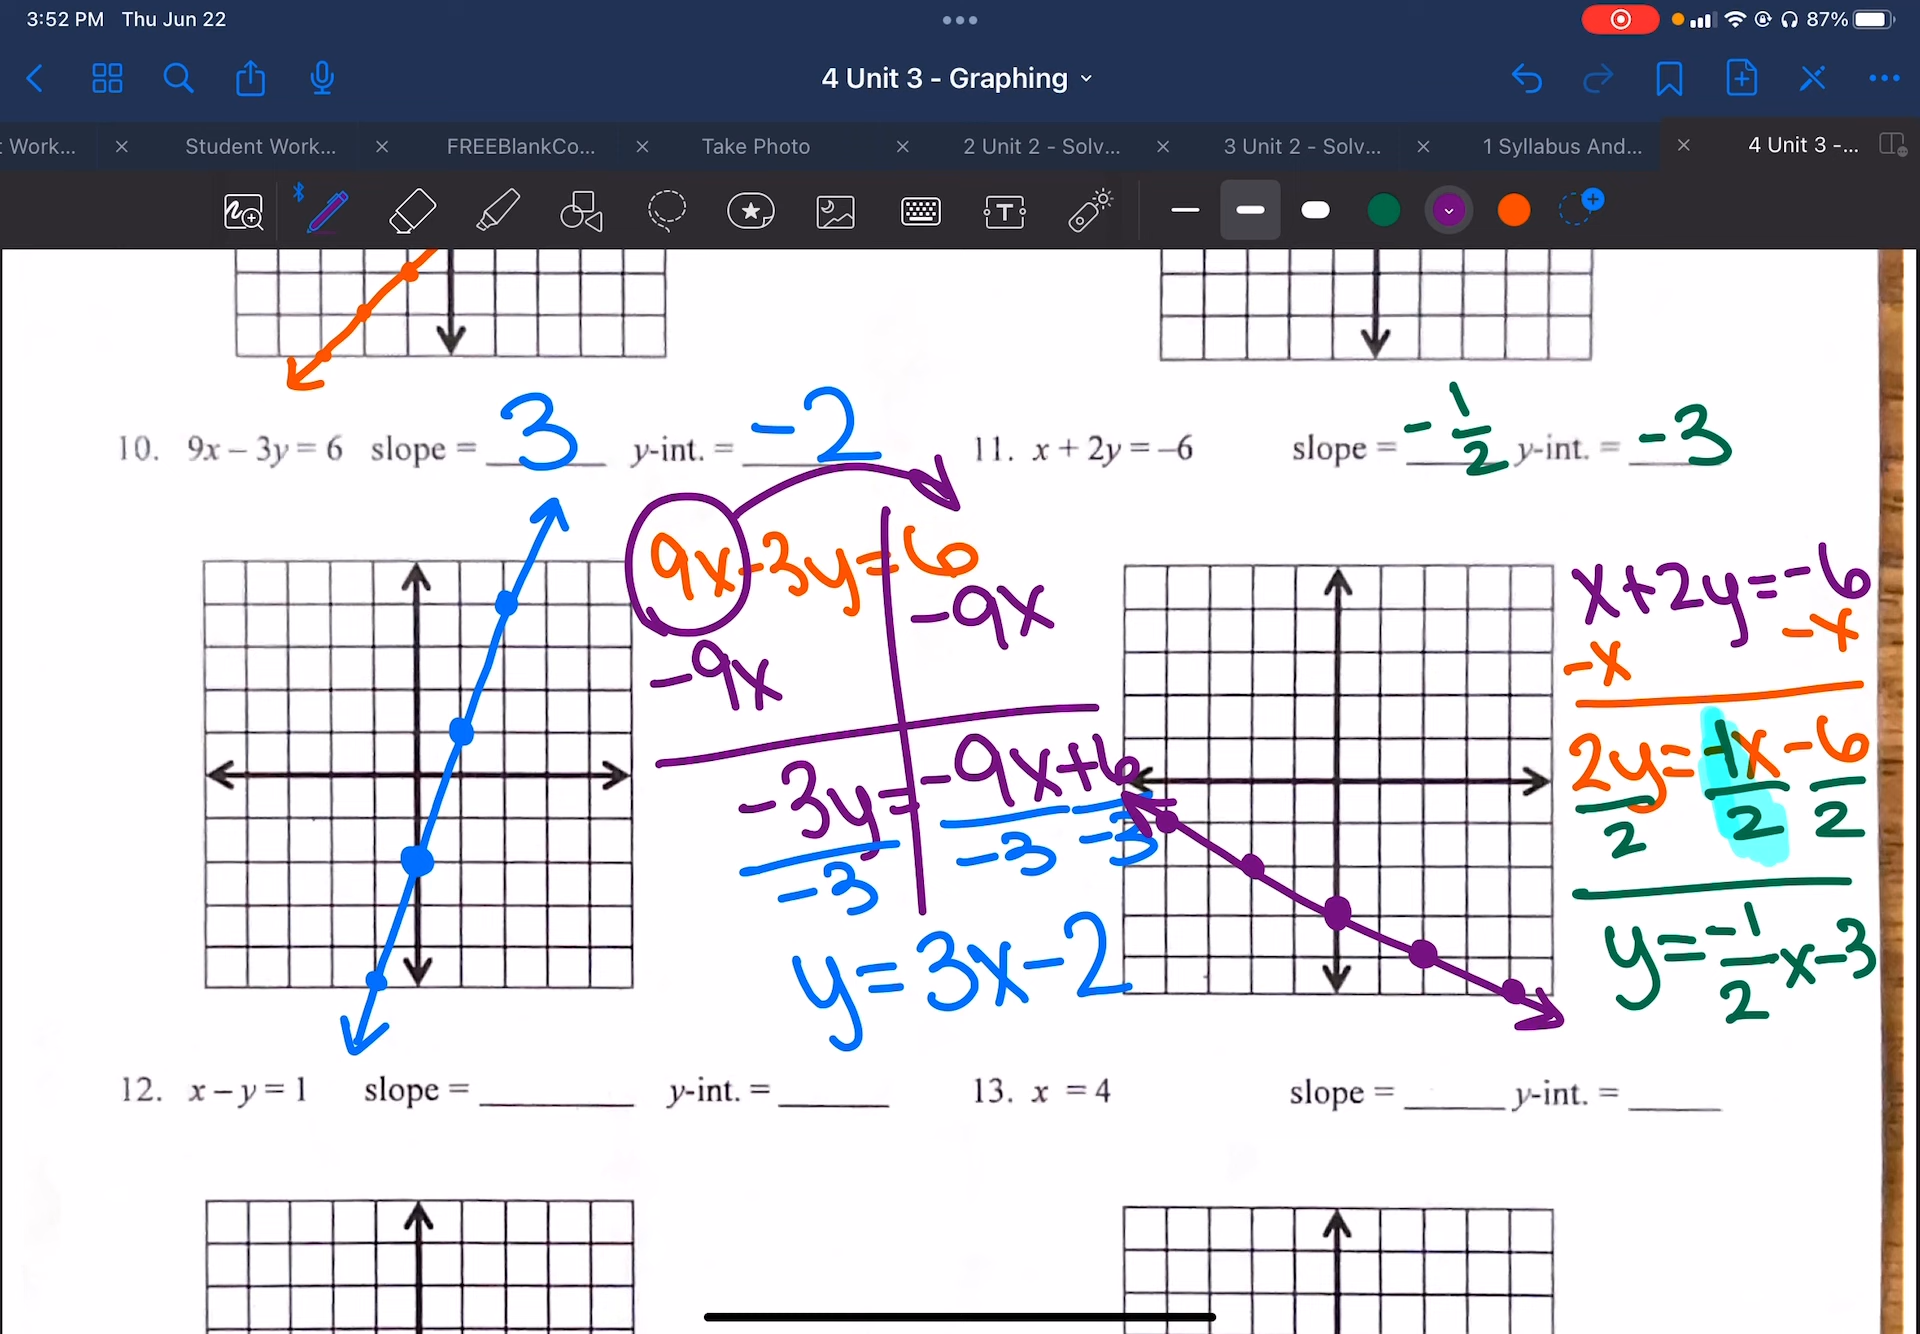 3:52 PM Thu Jun 22
87%
4 Unit 3 - Graphing
t Work...
Student Work...
FREEBlankCo...
Take Photo
2 Unit 2 - Solv...
3 Unit 2 - Solv...
1 Syllabus And...
4 Unit 3 -...
10. 9x – 3y = 6 slope = 3 y-int. = -2
11. x + 2y = –6 slope = -1/2 y-int. = -3
9x-3y=6
-9x -9x
-3y=-9x+6
-3 -3 -3
y=3x-2
x+2y=-6
-x -x
2y=-1x-6
2 2 2
y=-1/2x-3
12. x – y = 1 slope = ________ y-int. = ______
13. x = 4 slope = _____ y-int. = _____